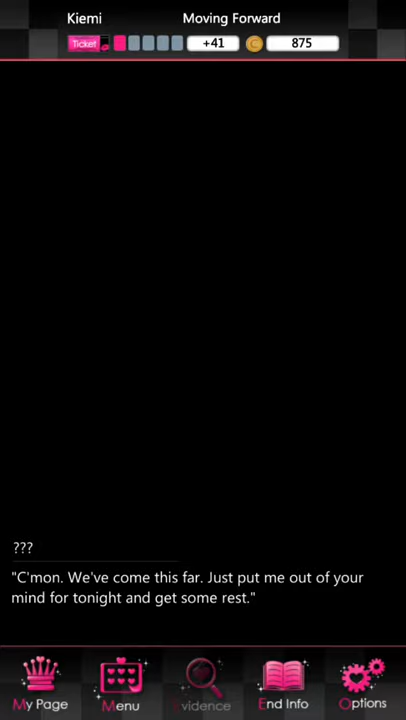 Kiemi Moving Forward
Ticket +41 875
???
"C'mon. We've come this far. Just put me out of your
mind for tonight and get some rest."
My Page Menu Evidence End Info Options